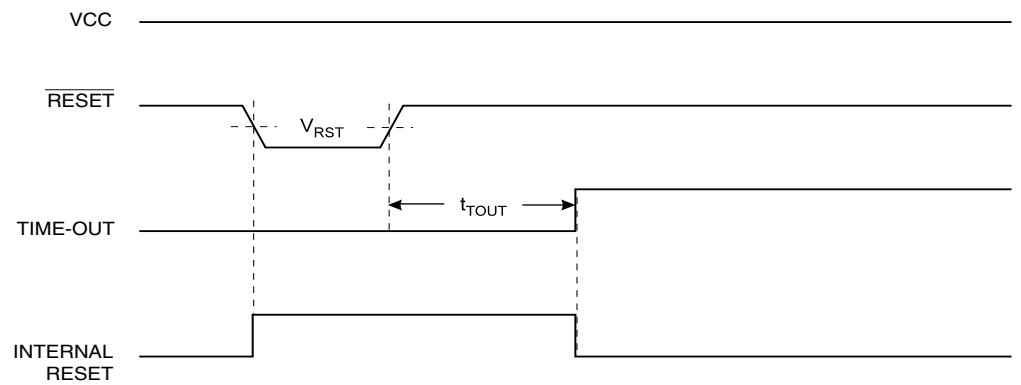 VCC
RESET
VRST
tTOUT
TIME-OUT
INTERNAL
RESET